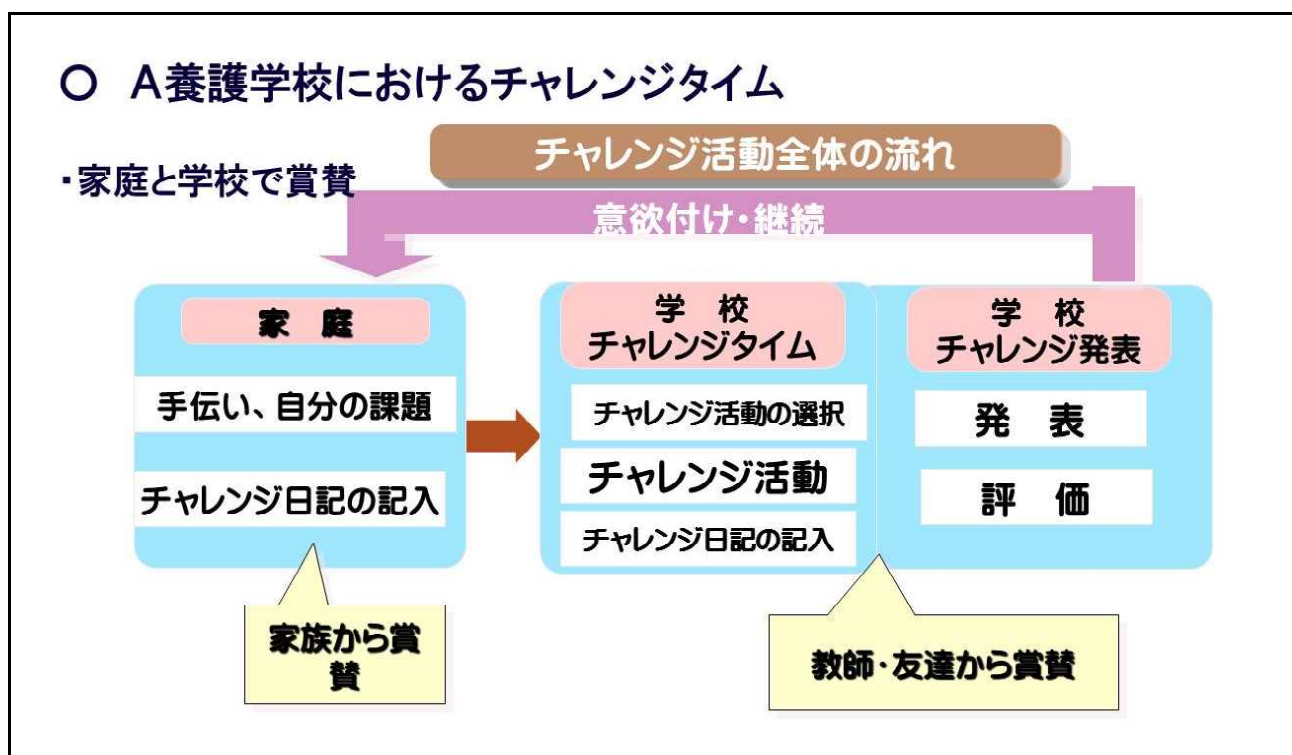 ○ A養護学校におけるチャレンジタイム
チャレンジ活動全体の流れ
・家庭と学校で賞賛
意欲付け・継続
家 庭
手伝い、自分の課題
チャレンジ日記の記入
家族から賞
賛
学 校
チャレンジタイム
チャレンジ活動の選択
チャレンジ活動
チャレンジ日記の記入
学 校
チャレンジ発表
発 表
評 価
教師・友達から賞賛